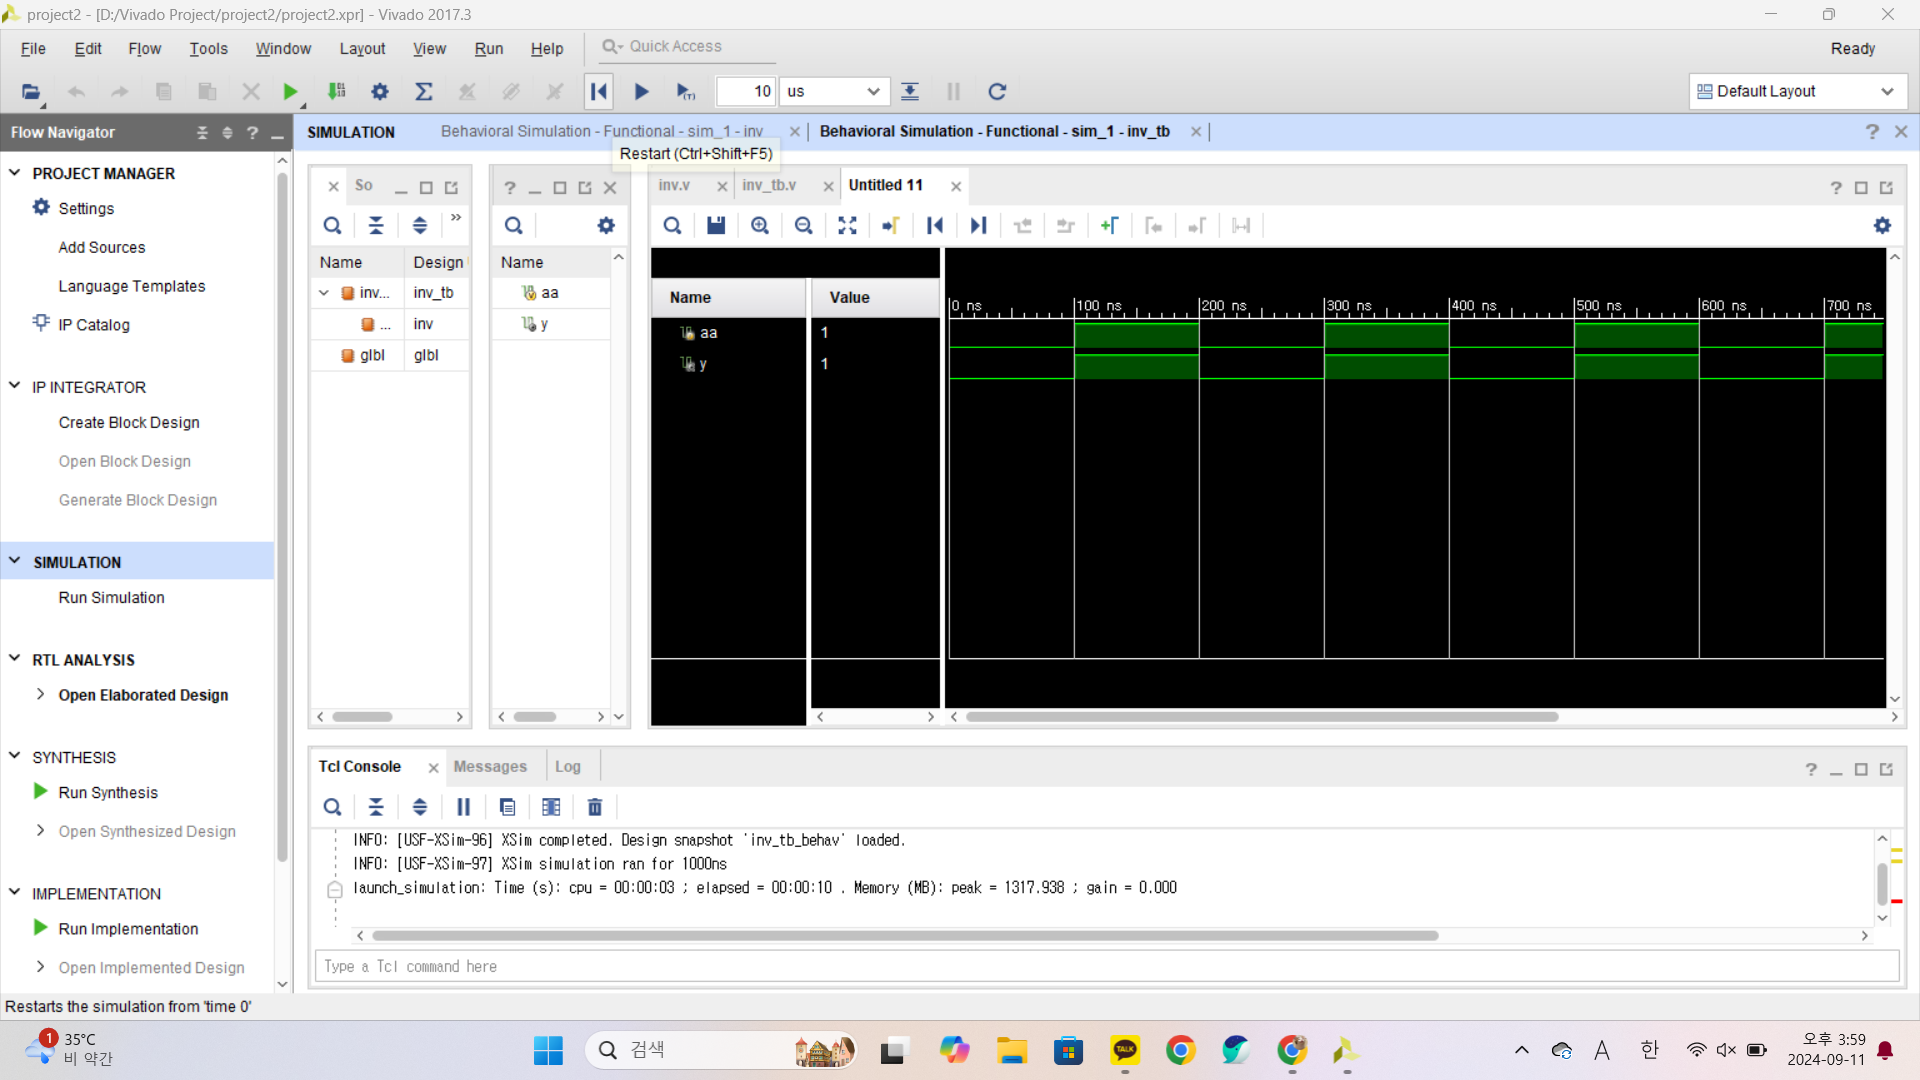 project2 - [D:/Vivado Project/project2/project2.xpr] - Vivado 2017.3
File Edit Flow Tools Window Layout View Run Help Quick Access
Ready
10 us
Default Layout
Flow Navigator
SIMULATION
Behavioral Simulation - Functional - sim_1 - inv
Behavioral Simulation - Functional - sim_1 - inv_tb
Restart (Ctrl+Shift+F5)
PROJECT MANAGER
Settings
Add Sources
Language Templates
IP Catalog
IP INTEGRATOR
Create Block Design
Open Block Design
Generate Block Design
SIMULATION
Run Simulation
RTL ANALYSIS
Open Elaborated Design
SYNTHESIS
Run Synthesis
Open Synthesized Design
IMPLEMENTATION
Run Implementation
Open Implemented Design
So
Name Design
inv... inv_tb
... inv
glbl glbl
Name
aa
y
inv.v inv_tb.v Untitled 11
Name Value
aa 1
y 1
0 ns 100 ns 200 ns 300 ns 400 ns 500 ns 600 ns 700 ns
Tcl Console Messages Log
INFO: [USF-XSim-96] XSim completed. Design snapshot 'inv_tb_behav' loaded.
INFO: [USF-XSim-97] XSim simulation ran for 1000ns
launch_simulation: Time (s): cpu = 00:00:03 ; elapsed = 00:00:10 . Memory (MB): peak = 1317.938 ; gain = 0.000
Type a Tcl command here
Restarts the simulation from 'time 0'
1
35°C
비 약간
검색
TALK
A 한
오후 3:59
2024-09-11